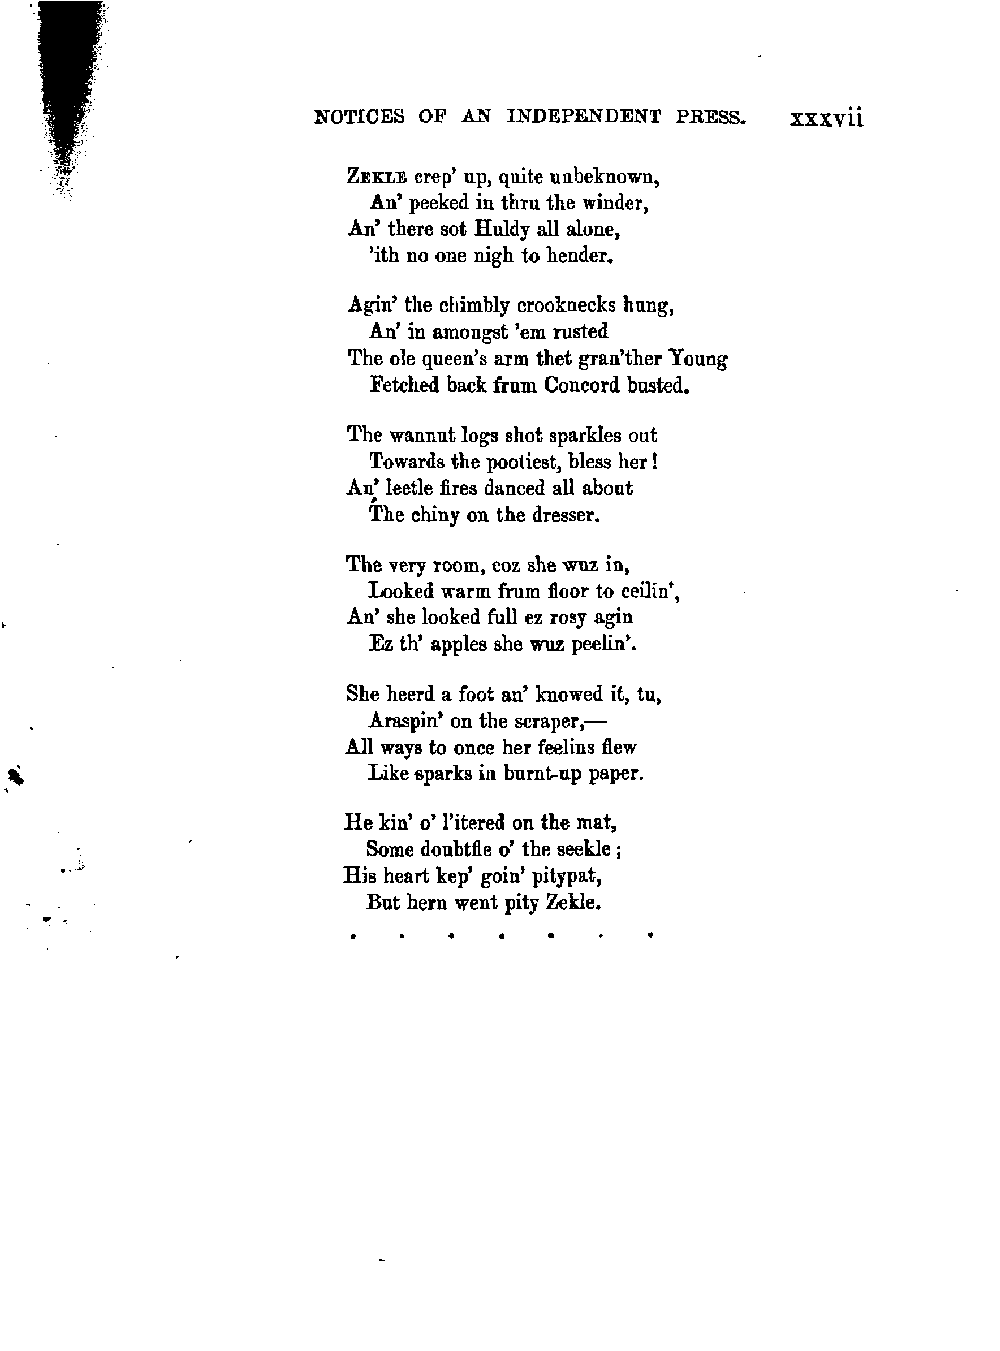 NOTICES OF AN INDEPENDENT PRESS. xxxvii
ZEKLE crep' up, quite unbeknown,
An' peeked in thru the winder,
An' there sot Huldy all alone,
'ith no one nigh to hender.
Agin' the chimbly crooknecks hung,
An' in amongst 'em rusted
The ole queen's arm thet gran'ther Young
Fetched back frum Concord busted.
The wannut logs shot sparkles out
Towards the pootiest, bless her!
An' leetle fires danced all about
The chiny on the dresser.
The very room, coz she wuz in,
Looked warm frum floor to ceilin',
An' she looked full ez rosy agin
Ez th' apples she wuz peelin'.
She heerd a foot an' knowed it, tu,
Araspin' on the scraper,—
All ways to once her feelins flew
Like sparks in burnt-up paper.
He kin' o' l'itered on the mat,
Some doubtfle o' the seekle;
His heart kep' goin' pitypat,
But hern went pity Zekle.
. . . . . . .